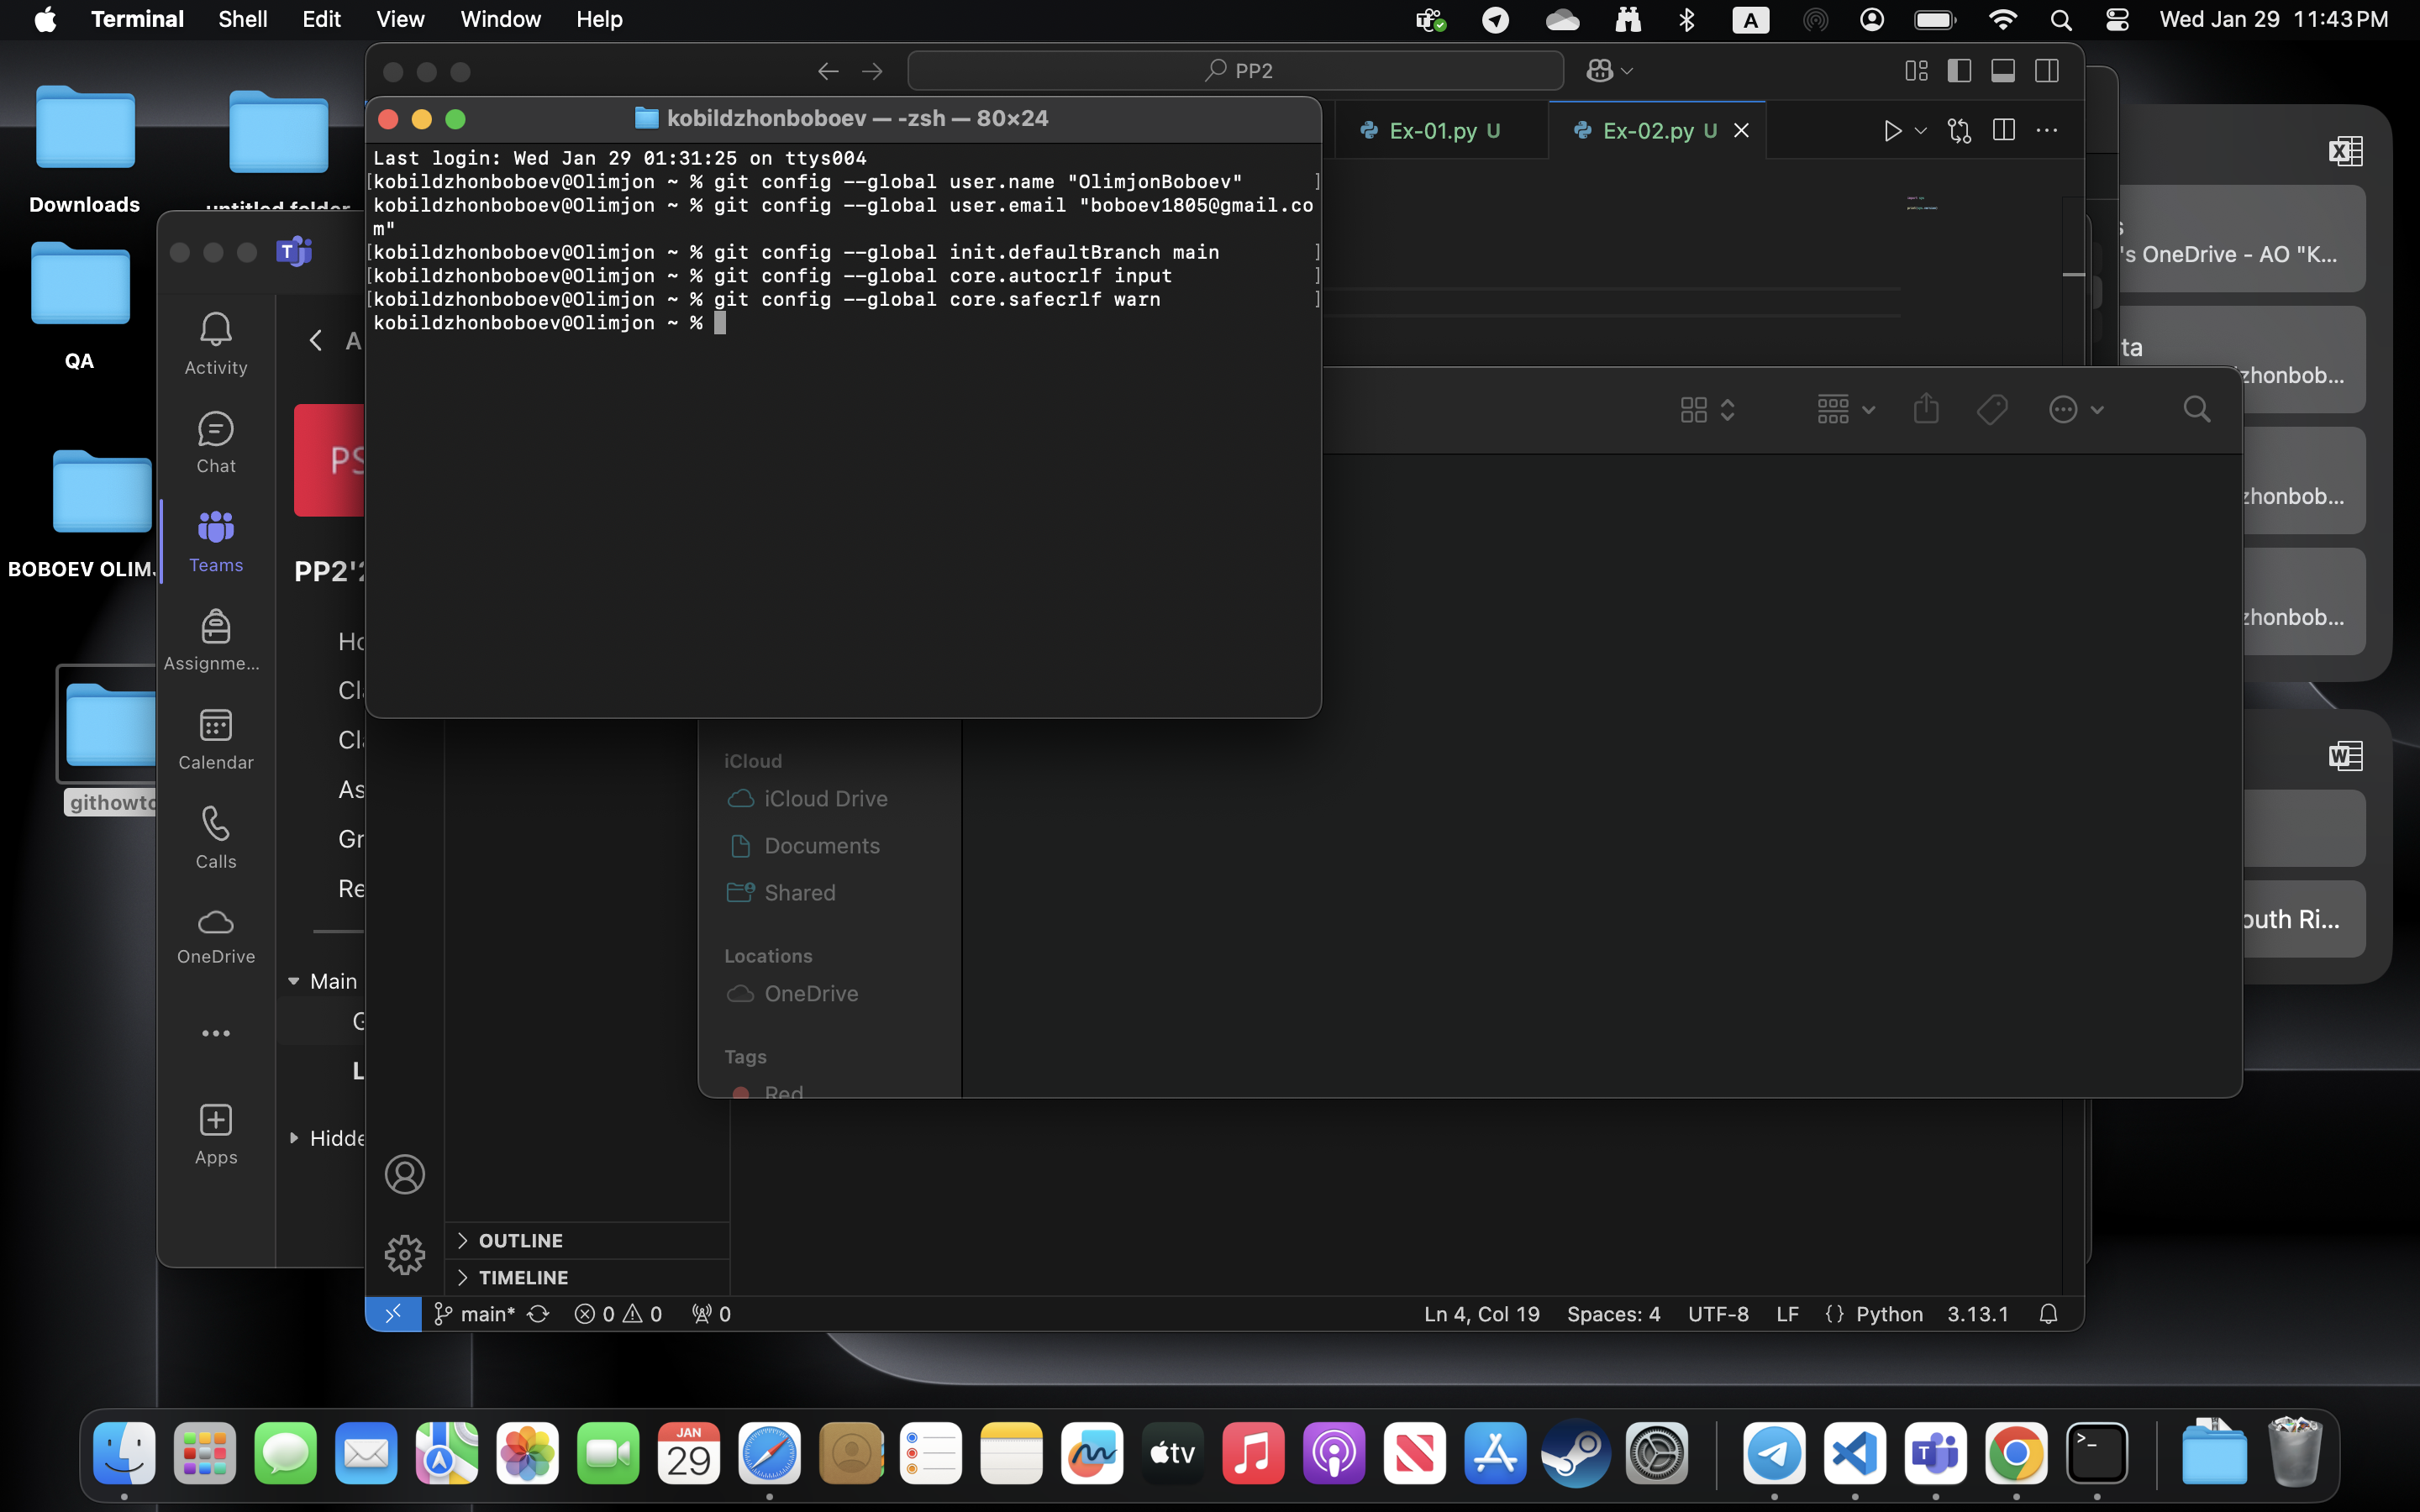 Terminal Shell Edit View Window Help
A
Wed Jan 29 11:43 PM
PP2
kobildzhonboboev — -zsh — 80×24
Last login: Wed Jan 29 01:31:25 on ttys004
[kobildzhonboboev@Olimjon ~ % git config --global user.name "OlimjonBoboev" ]
kobildzhonboboev@Olimjon ~ % git config --global user.email "boboev1805@gmail.co
m"
[kobildzhonboboev@Olimjon ~ % git config --global init.defaultBranch main ]
[kobildzhonboboev@Olimjon ~ % git config --global core.autocrlf input ]
[kobildzhonboboev@Olimjon ~ % git config --global core.safecrlf warn ]
kobildzhonboboev@Olimjon ~ %
Ex-01.py U
Ex-02.py U
Downloads
untitled folder
QA
BOBOEV OLIM
githowto
Activity
Chat
Teams
Assignme...
Calendar
Calls
OneDrive
Apps
A
PS
PP2'2
Ho
Cla
Cla
As
Gr
Re
Main
G
L
Hidde
's OneDrive - AO "K...
ta
zhonbob...
zhonbob...
zhonbob...
outh Ri...
iCloud
iCloud Drive
Documents
Shared
Locations
OneDrive
Tags
Red
OUTLINE
TIMELINE
main* 0 0 0
Ln 4, Col 19 Spaces: 4 UTF-8 LF {} Python 3.13.1
JAN
29
tv